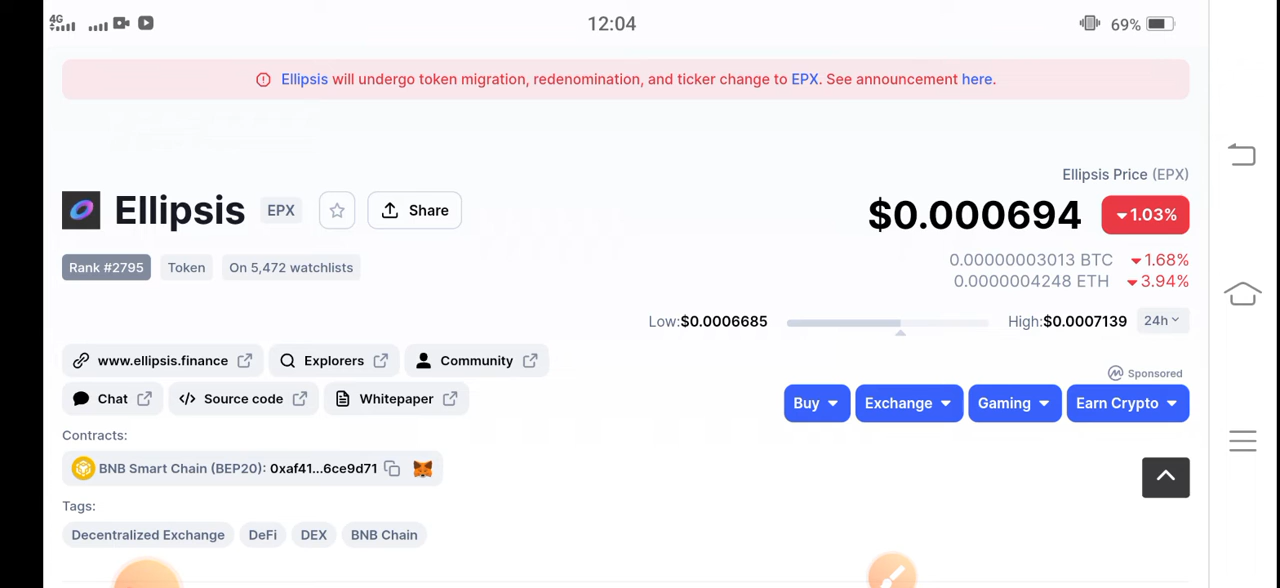 4G
12:04
69%
Ellipsis will undergo token migration, redenomination, and ticker change to EPX. See announcement here.
Ellipsis Price (EPX)
Ellipsis EPX Share
$0.000694 1.03%
Rank #2795 Token On 5,472 watchlists
0.00000003013 BTC 1.68%
0.0000004248 ETH 3.94%
Low:$0.0006685 High:$0.0007139 24h
www.ellipsis.finance Explorers Community
Sponsored
Chat Source code Whitepaper
Buy Exchange Gaming Earn Crypto
Contracts:
BNB Smart Chain (BEP20): 0xaf41...6ce9d71
Tags:
Decentralized Exchange DeFi DEX BNB Chain